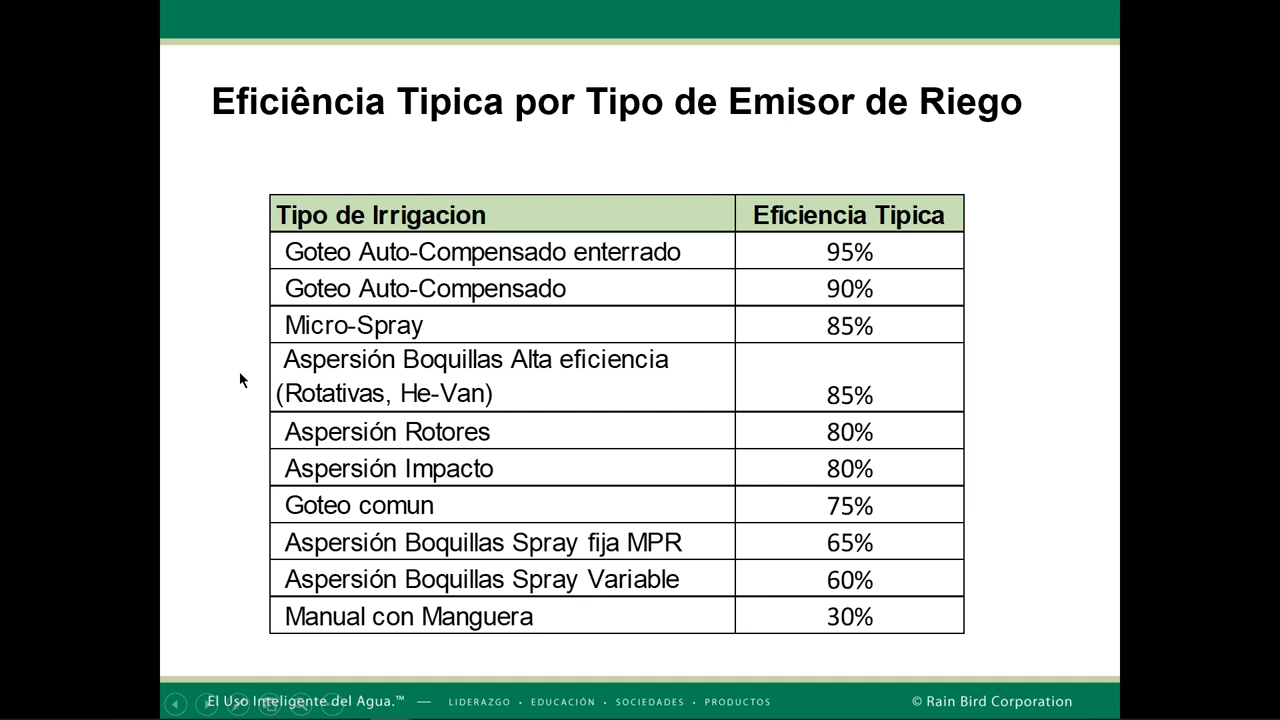 Eficiência Tipica por Tipo de Emisor de Riego
Tipo de Irrigacion Eficiencia Tipica
Goteo Auto-Compensado enterrado 95%
Goteo Auto-Compensado 90%
Micro-Spray 85%
Aspersión Boquillas Alta eficiencia
(Rotativas, He-Van) 85%
Aspersión Rotores 80%
Aspersión Impacto 80%
Goteo comun 75%
Aspersión Boquillas Spray fija MPR 65%
Aspersión Boquillas Spray Variable 60%
Manual con Manguera 30%
El Uso Inteligente del Agua.™ — LIDERAZGO • EDUCACIÓN • SOCIEDADES • PRODUCTOS © Rain Bird Corporation